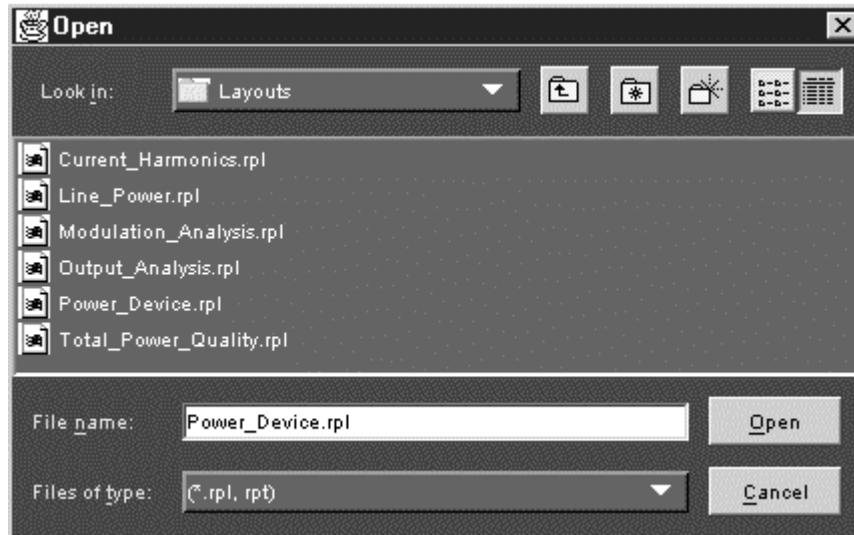 Open
Look in: Layouts
Current_Harmonics.rpl
Line_Power.rpl
Modulation_Analysis.rpl
Output_Analysis.rpl
Power_Device.rpl
Total_Power_Quality.rpl
File name: Power_Device.rpl Open
Files of type: (*.rpl, rpt) Cancel